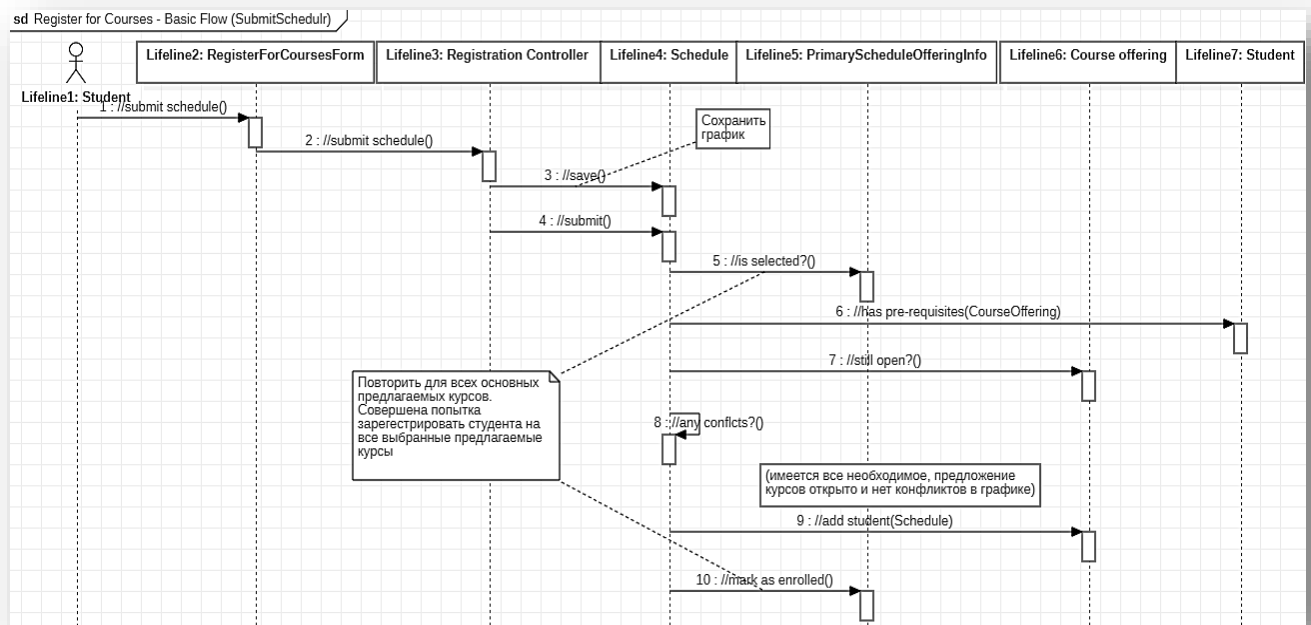 sd Register for Courses - Basic Flow (SubmitSchedulr)
Lifeline2: RegisterForCoursesForm
Lifeline3: Registration Controller
Lifeline4: Schedule
Lifeline5: PrimaryScheduleOfferingInfo
Lifeline6: Course offering
Lifeline7: Student
Lifeline1: Student
1 : //submit schedule()
Сохранить
график
2 : //submit schedule()
3 : //save()
4 : //submit()
5 : //is selected?()
6 : //has pre-requisites(CourseOffering)
7 : //still open?()
Повторить для всех основных
предлагаемых курсов.
Совершена попытка
зарегестрировать студента на
все выбранные предлагаемые
курсы
8 : //any conflcts?()
(имеется все необходимое, предложение
курсов открыто и нет конфликтов в графике)
9 : //add student(Schedule)
10 : //mark as enrolled()